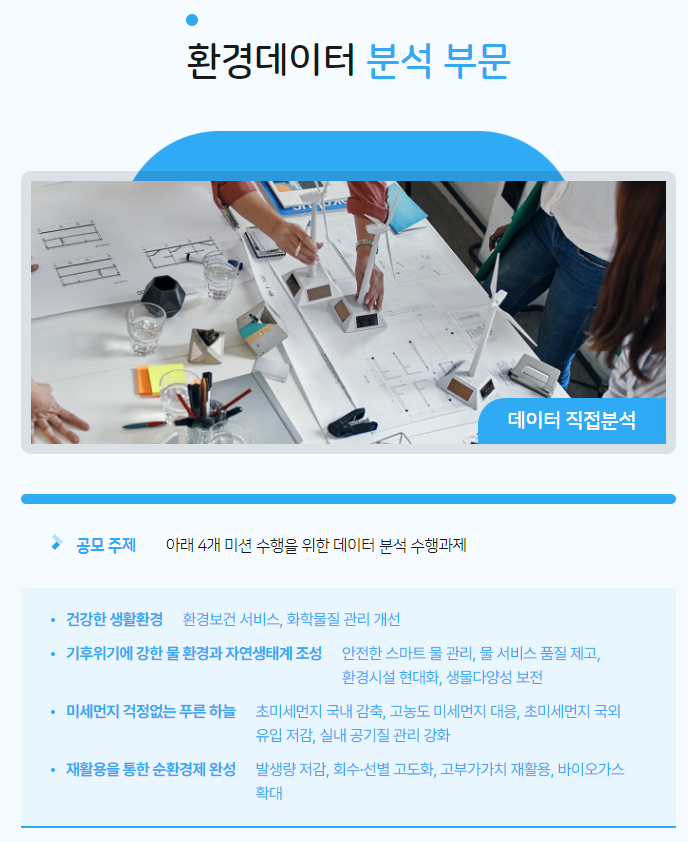 환경데이터 분석 부문
데이터 직접분석
공모 주제 아래 4개 미션 수행을 위한 데이터 분석 수행과제
• 건강한 생활환경 환경보건 서비스, 화학물질 관리 개선
• 기후위기에 강한 물 환경과 자연생태계 조성 안전한 스마트 물 관리, 물 서비스 품질 제고,
환경시설 현대화, 생물다양성 보전
• 미세먼지 걱정없는 푸른 하늘 초미세먼지 국내 감축, 고농도 미세먼지 대응, 초미세먼지 국외
유입 저감, 실내 공기질 관리 강화
• 재활용을 통한 순환경제 완성 발생량 저감, 회수·선별 고도화, 고부가가치 재활용, 바이오가스
확대